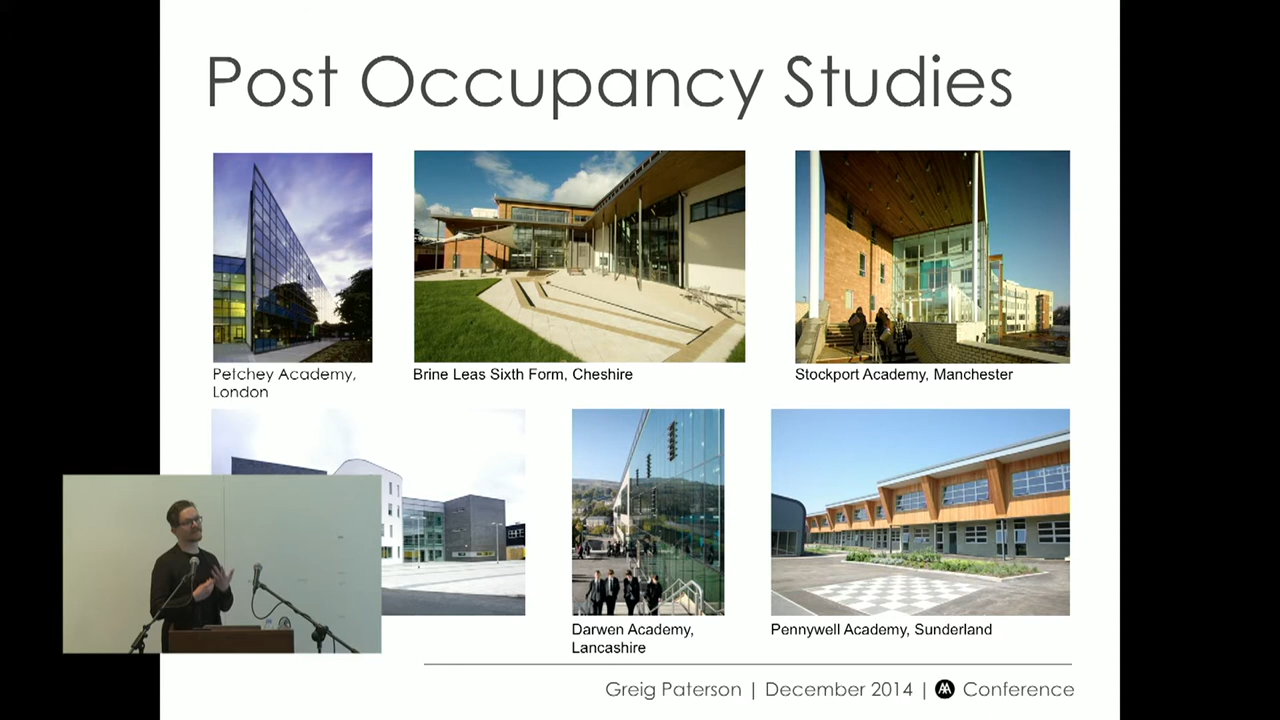 Post Occupancy Studies
Petchey Academy,
London
Brine Leas Sixth Form, Cheshire
Stockport Academy, Manchester
Darwen Academy,
Lancashire
Pennywell Academy, Sunderland
Greig Paterson | December 2014 | AA Conference